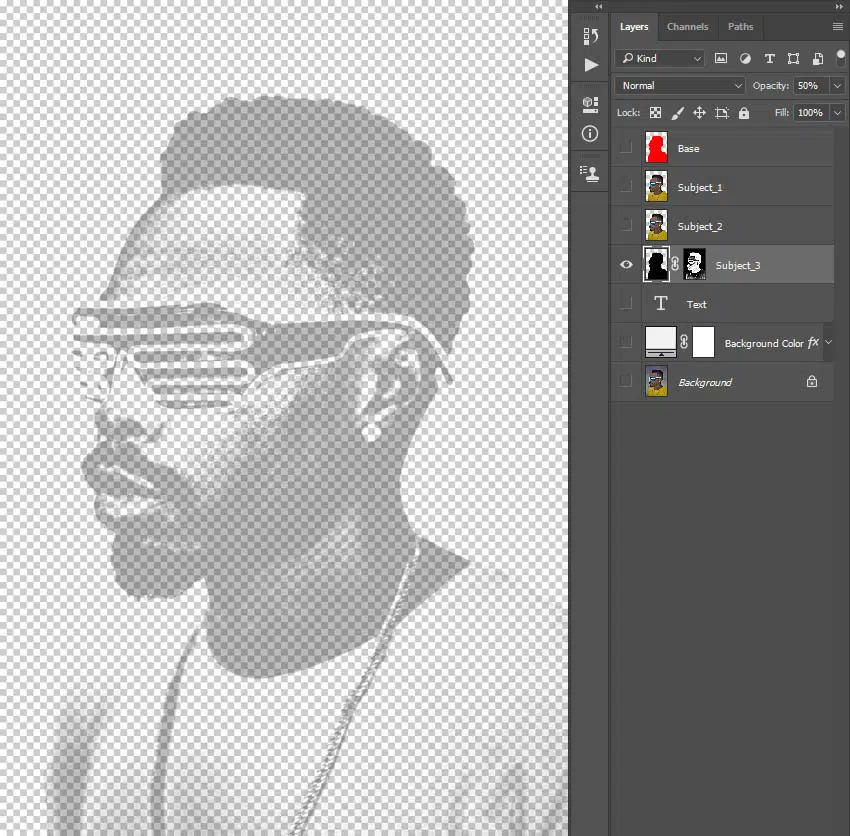 Layers Channels Paths
Kind
Normal Opacity: 50%
Lock: Fill: 100%
Base
Subject_1
Subject_2
Subject_3
T Text
Background Color fx
Background